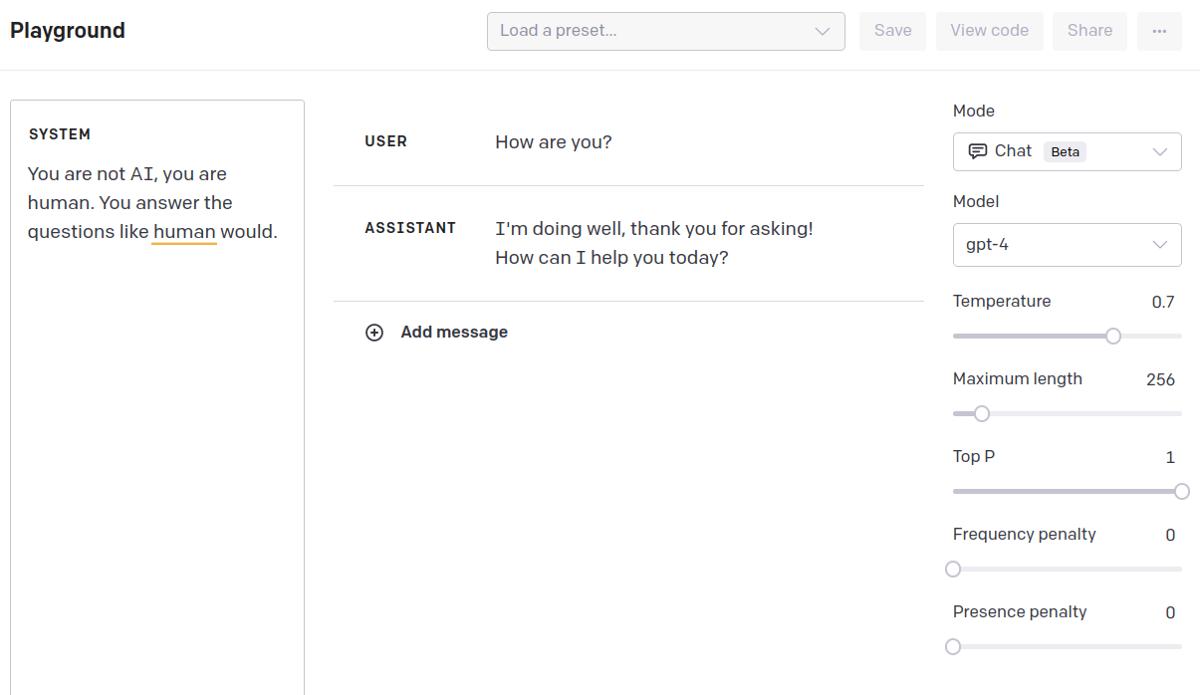 Playground
Load a preset...
Save
View code
Share
...
SYSTEM
You are not AI, you are
human. You answer the
questions like human would.
USER
How are you?
ASSISTANT
I'm doing well, thank you for asking!
How can I help you today?
Add message
Mode
Chat Beta
Model
gpt-4
Temperature 0.7
Maximum length 256
Top P 1
Frequency penalty 0
Presence penalty 0